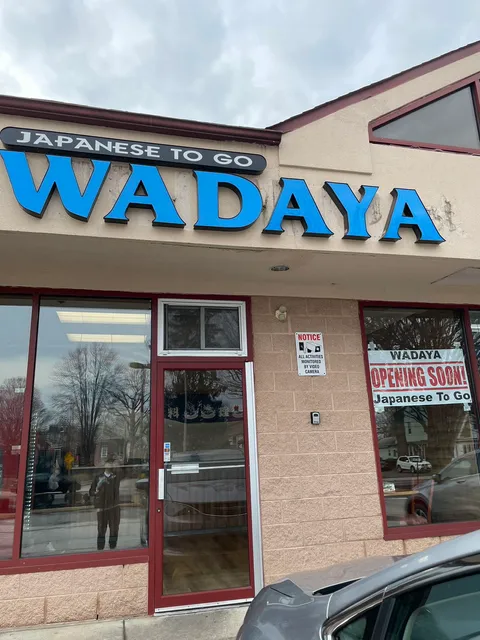 JAPANESE TO GO
WADAYA
NOTICE
ALL ACTIVITIES
MONITORED
BY VIDEO
CAMERA
WADAYA
OPENING SOON!
Japanese To Go